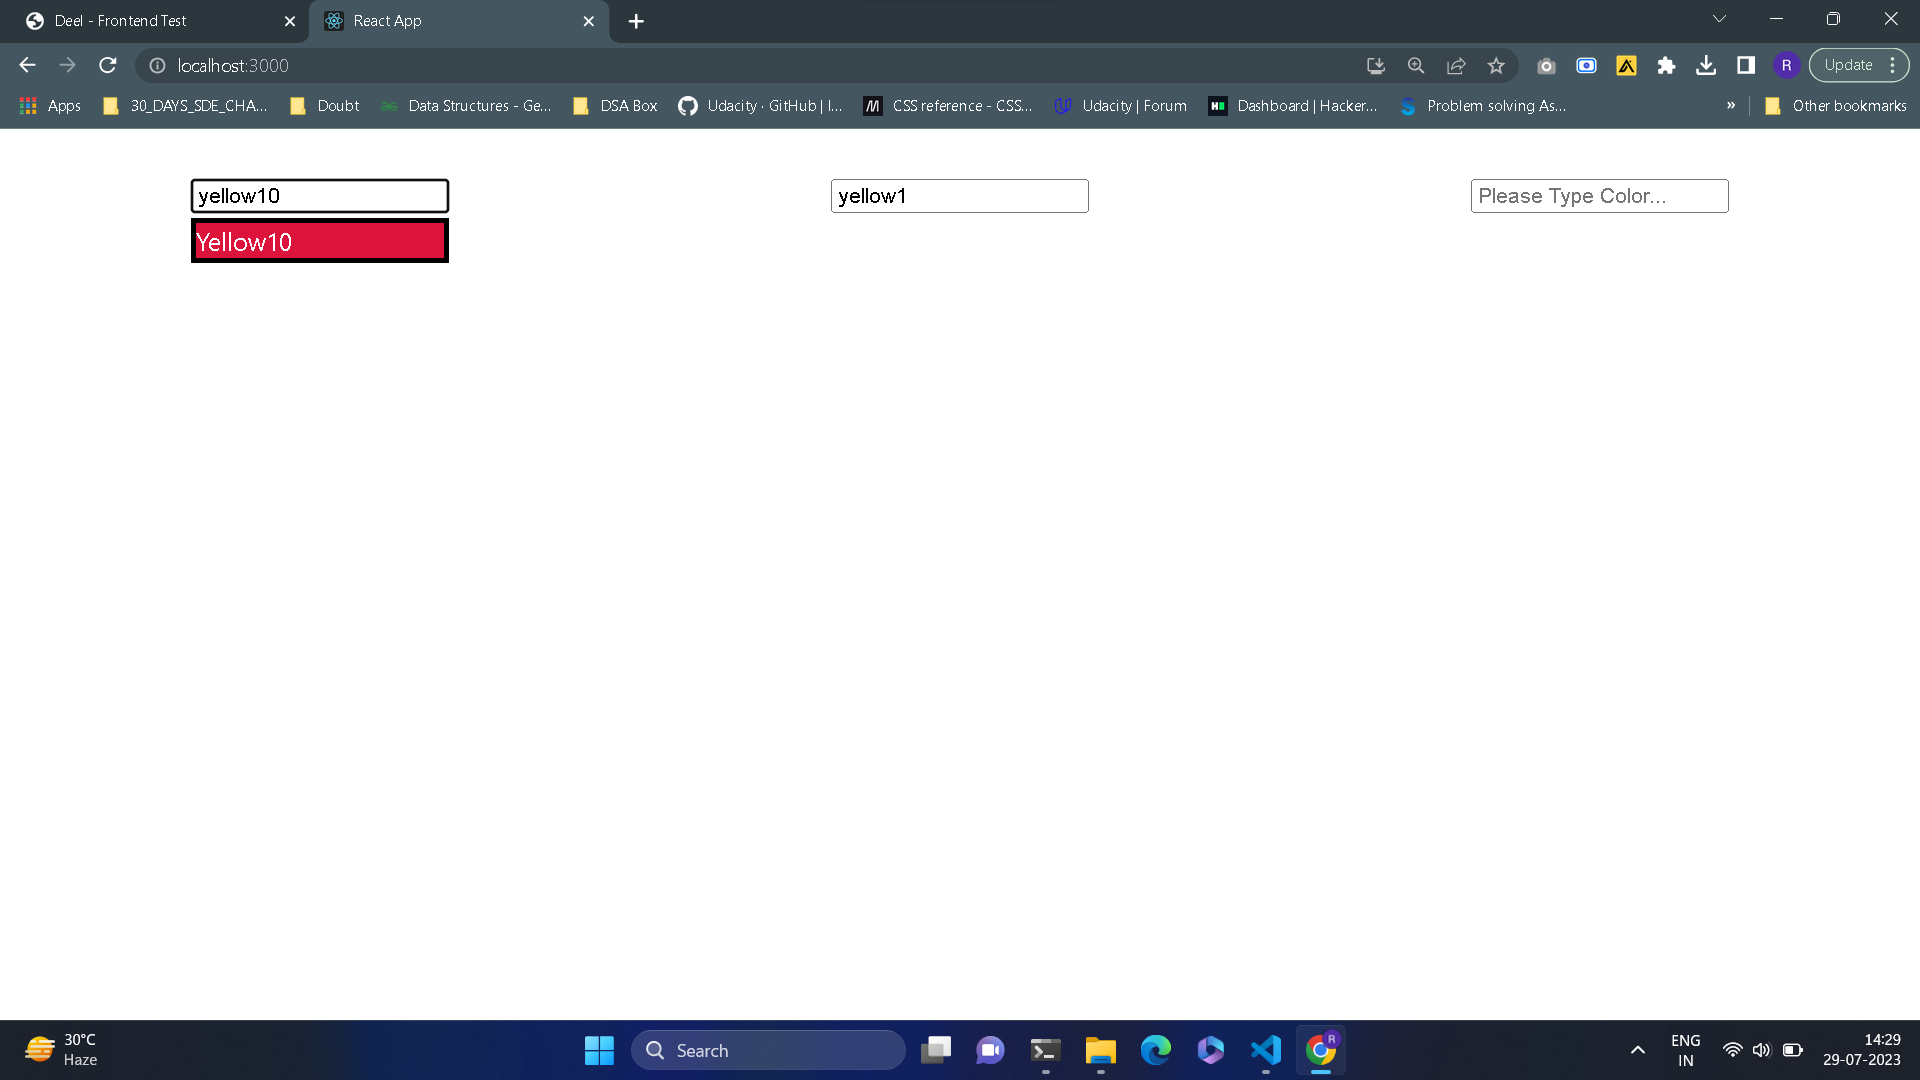 Deel - Frontend Test
React App
localhost:3000
R
Update
Apps
30_DAYS_SDE_CHA...
Doubt
Data Structures - Ge...
DSA Box
Udacity · GitHub | I...
CSS reference - CSS...
Udacity | Forum
Dashboard | Hacker...
Problem solving As...
»
Other bookmarks
yellow10
yellow1
Please Type Color...
Yellow10
30°C
Haze
Search
R
ENG
IN
14:29
29-07-2023